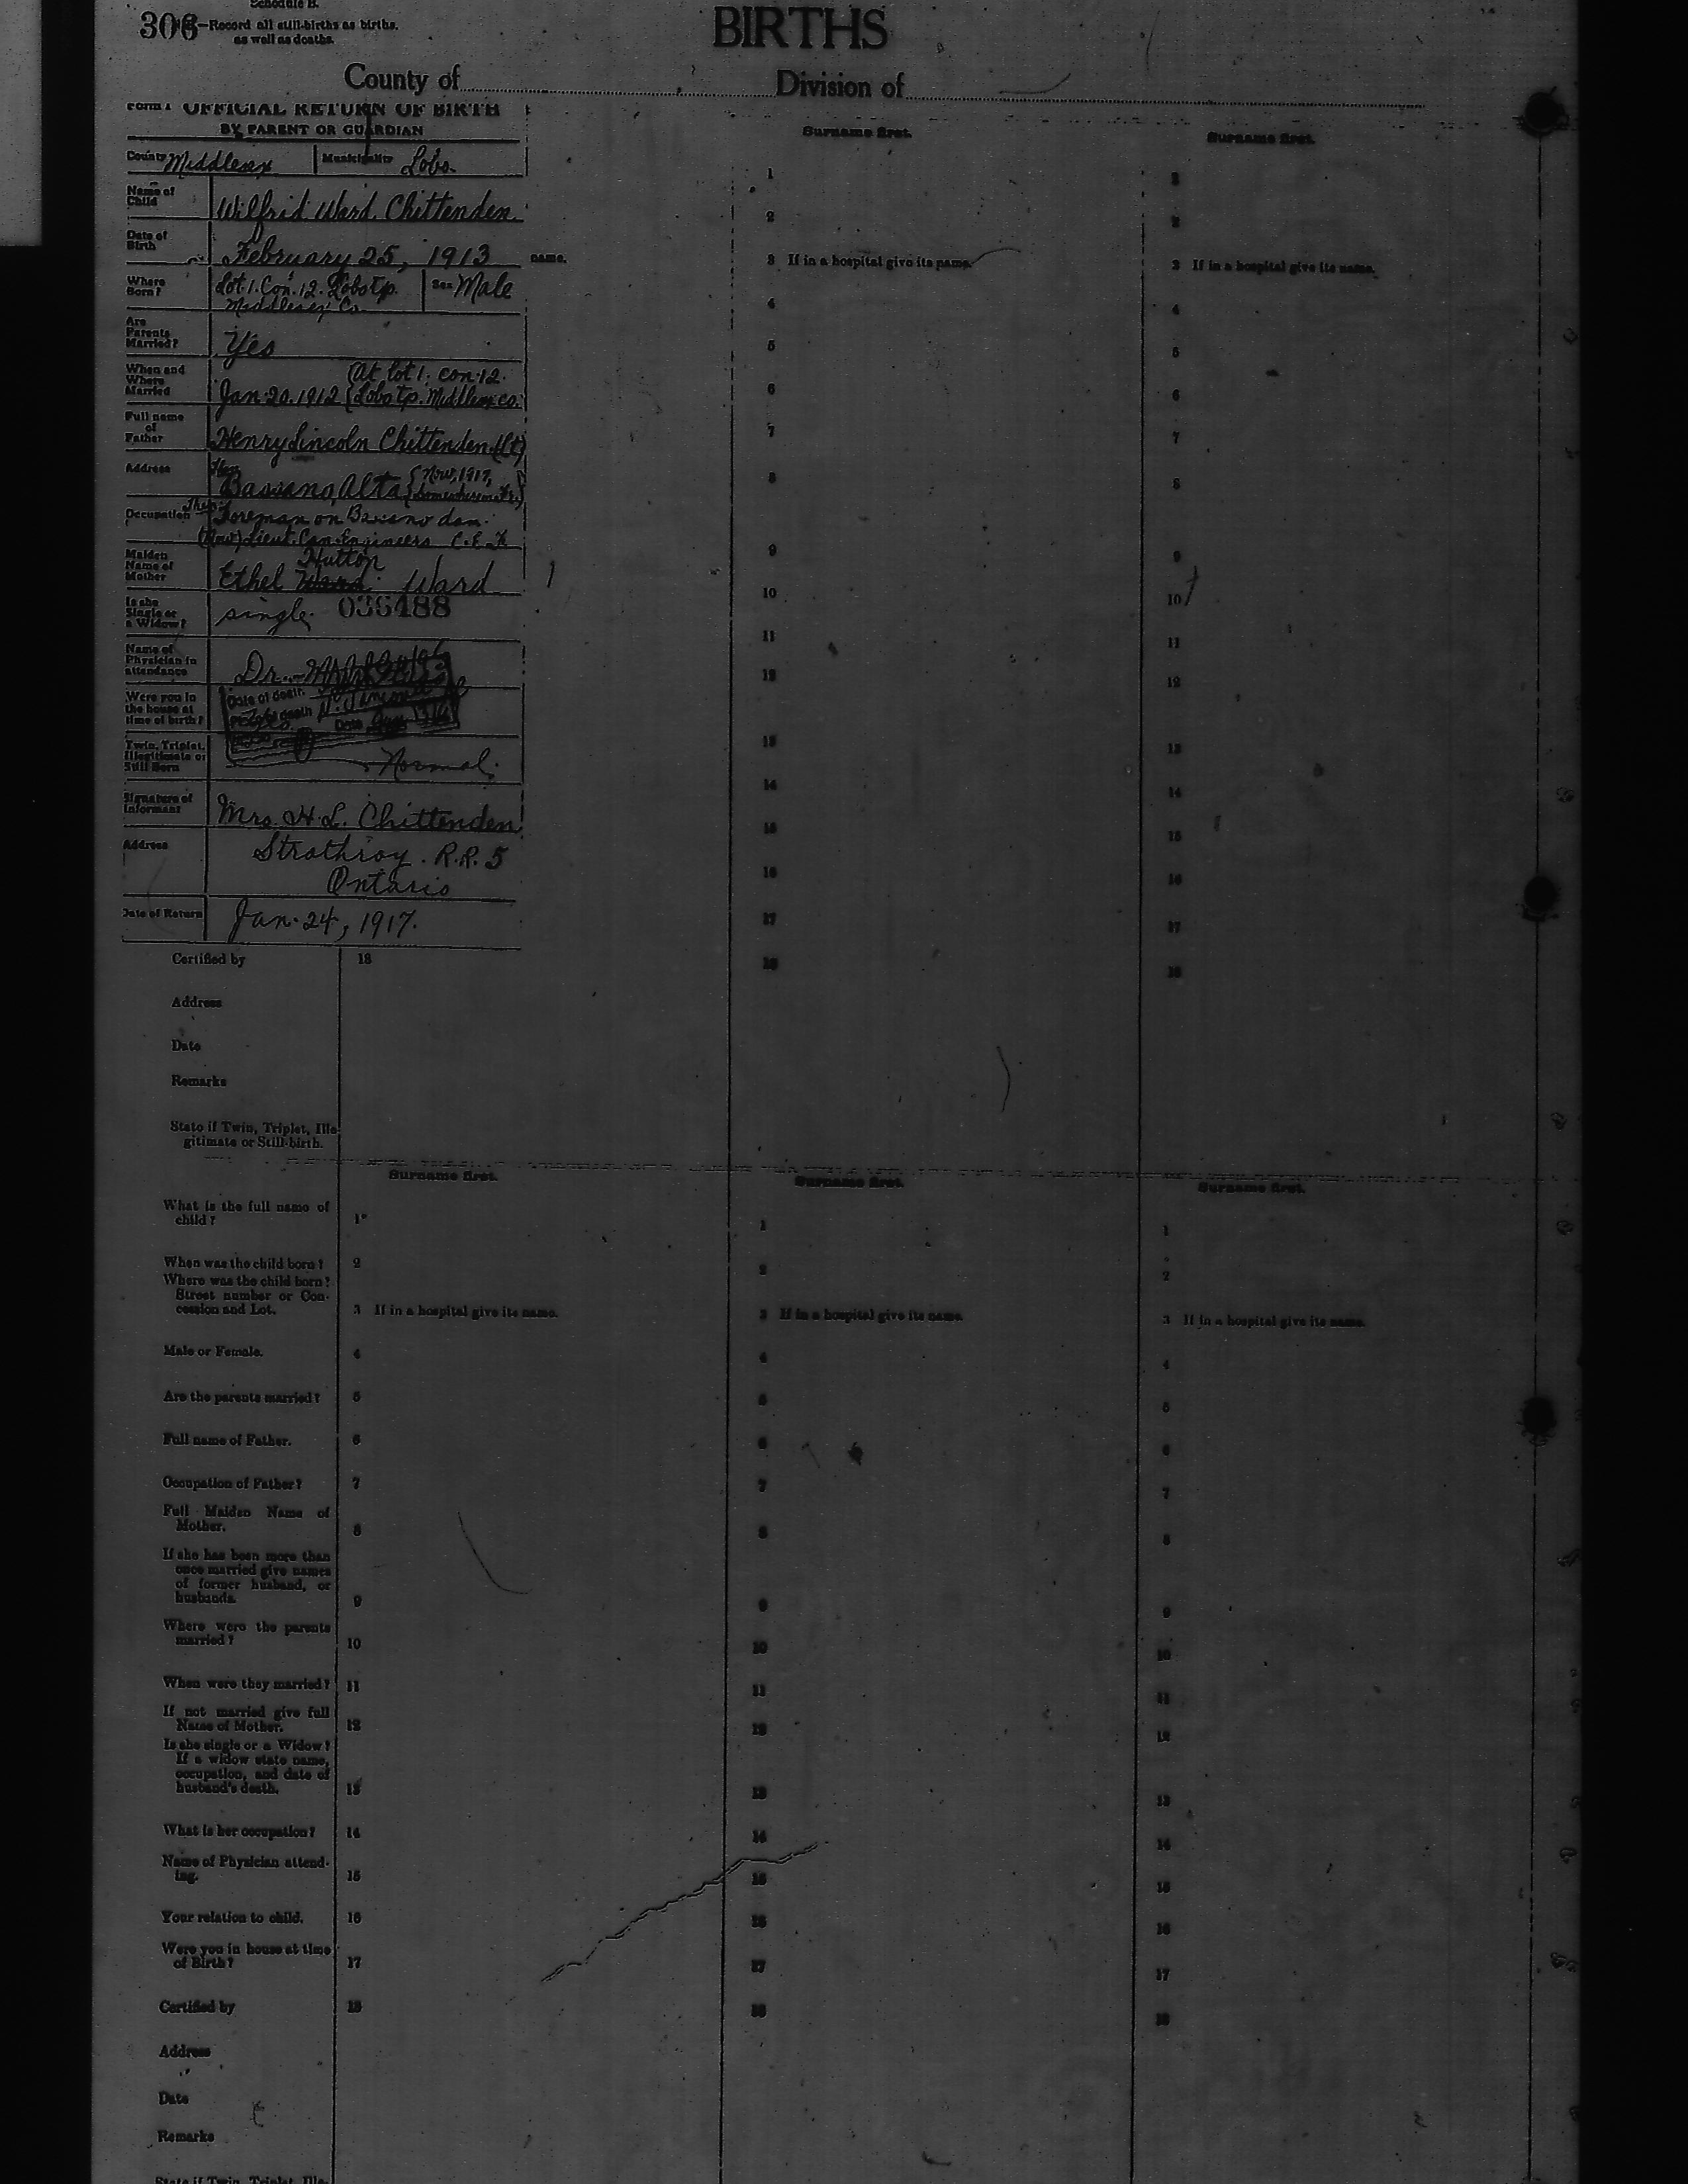 Schedule B.
306
—Record all still-births as births.
as well as deaths.
BIRTHS
County of
Division of
Form 1 OFFICIAL RETURN OF BIRTH
BY PARENT OR GUARDIAN
County Middlesex Municipality Lobo.
Name of
Child
Wilfrid Ward Chittenden
Date of
Birth
February 25, 1913
name.
Where
Born?
Lot 1. Con. 12. Lobo tp.
Middlesex Co.
Sex Male
Are
Parents
Married?
Yes
When and
Where
Married
Jan. 20. 1912 (At lot 1. con. 12.
Lobo tp. Middlesex co.
Full name
of
Father
Henry Lincoln Chittenden (Lt)
Address
Then
Bassano, Alta (Now, 1917,
somewhere in Fr.)
Occupation
Then Foreman on Bassano dam.
(Now) Lieut. Can. Engineers C.E.F.
Maiden
Name of
Mother
Hutton
Ethel Ward
Is she
Single or
a Widow?
single. 036488
Name of
Physician in
attendance
Dr.
Were you in
the house at
time of birth?
Date of death
death
Date
Twin, Triplet,
Illegitimate or
Still Born
Normal.
Signature of
Informant
Mrs. H. L. Chittenden
Address
Strathroy. R.R. 5
Ontario
Date of Return
Jan. 24, 1917.
Certified by 18
Address
Date
Remarks
State if Twin, Triplet, Ille-
gitimate or Still-birth.
Surname first.
1
2
3 If in a hospital give its name.
4
5
6
7
8
9
10
11
12
13
14
15
16
17
18
Surname first.
1
2
3 If in a hospital give its name.
4
5
6
7
8
9
10
11
12
13
14
15
16
17
18
Surname first.
What is the full name of
child? 1
When was the child born? 2
Where was the child born?
Street number or Con-
cession and Lot. 3 If in a hospital give its name.
Male or Female. 4
Are the parents married? 5
Full name of Father. 6
Occupation of Father? 7
Full Maiden Name of
Mother. 8
If she has been more than
once married give names
of former husband, or
husbands. 9
Where were the parents
married? 10
When were they married? 11
If not married give full
Name of Mother. 12
Is she single or a Widow?
If a widow state name,
occupation, and date of
husband's death. 13
What is her occupation? 14
Name of Physician attend-
ing. 15
Your relation to child. 16
Were you in house at time
of Birth? 17
Certified by 18
Address
Date
Remarks
State if Twin, Triplet, Ille-
Surname first.
1
2
3 If in a hospital give its name.
4
5
6
7
8
9
10
11
12
13
14
15
16
17
18
Surname first.
1
2
3 If in a hospital give its name.
4
5
6
7
8
9
10
11
12
13
14
15
16
17
18